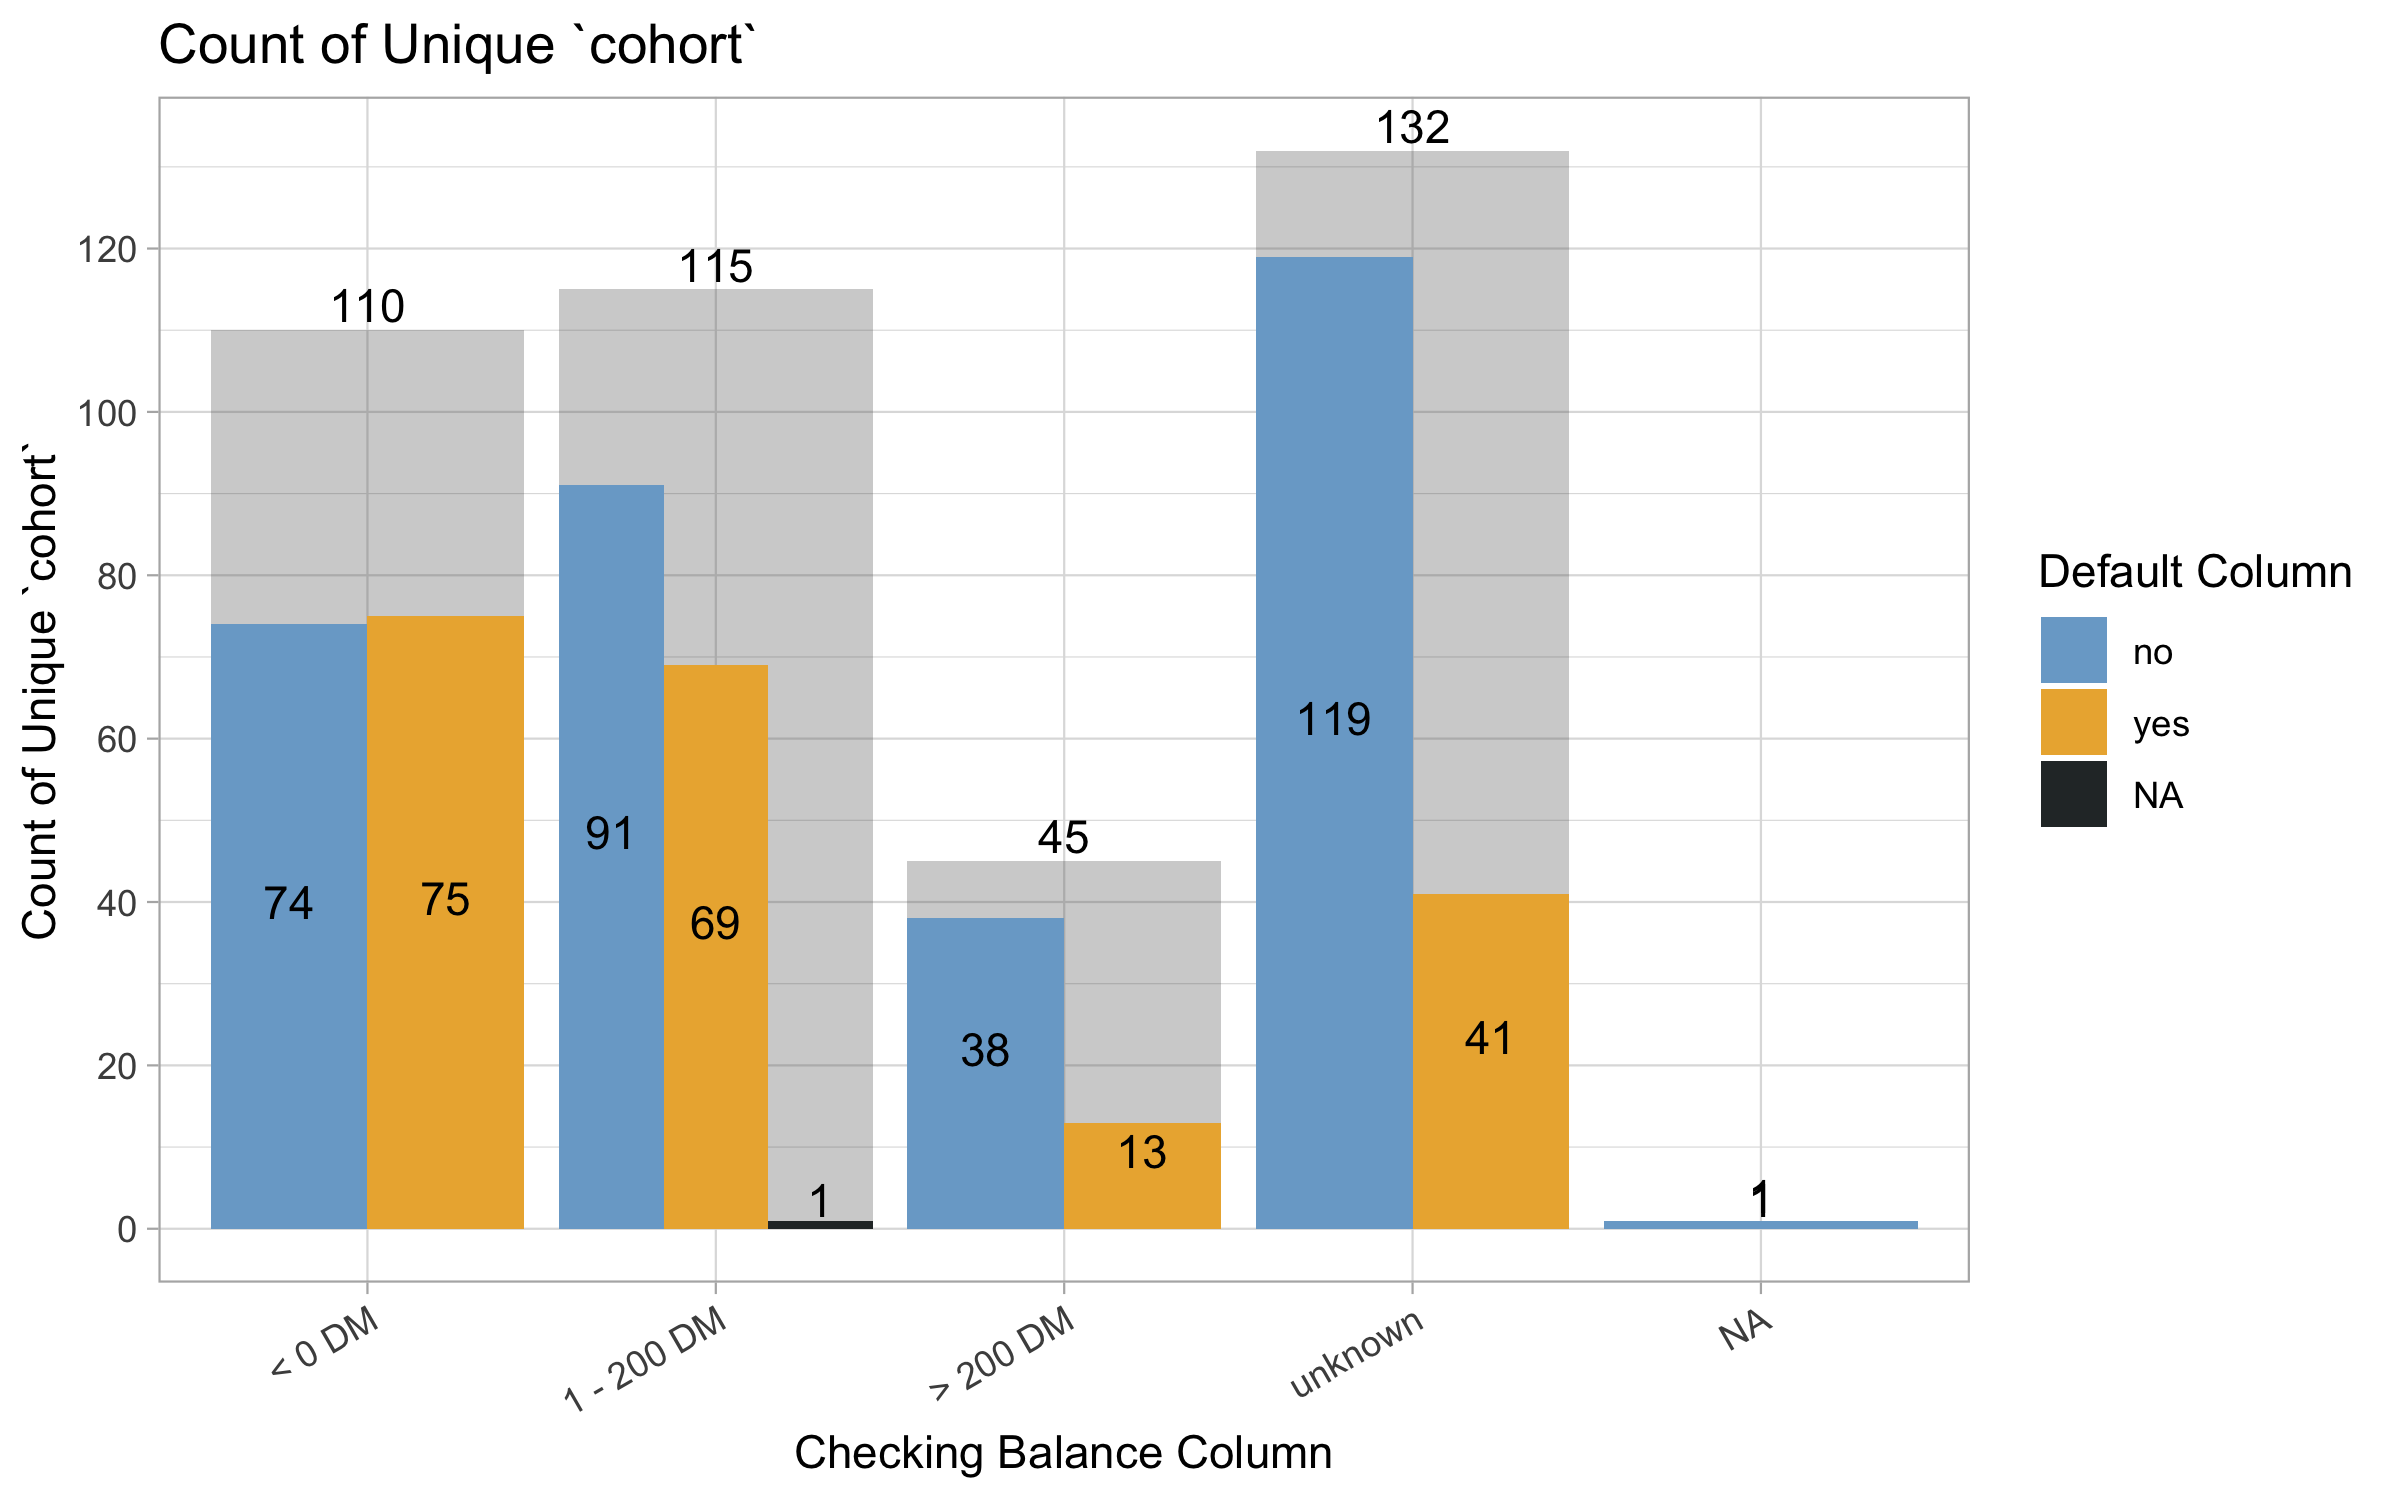 Count of Unique `cohort`
Count of Unique `cohort`
120
100
80
60
40
20
0
110
115
45
132
1
74
75
91
69
1
38
13
119
41
< 0 DM
1 - 200 DM
> 200 DM
unknown
NA
Checking Balance Column
Default Column
no
yes
NA